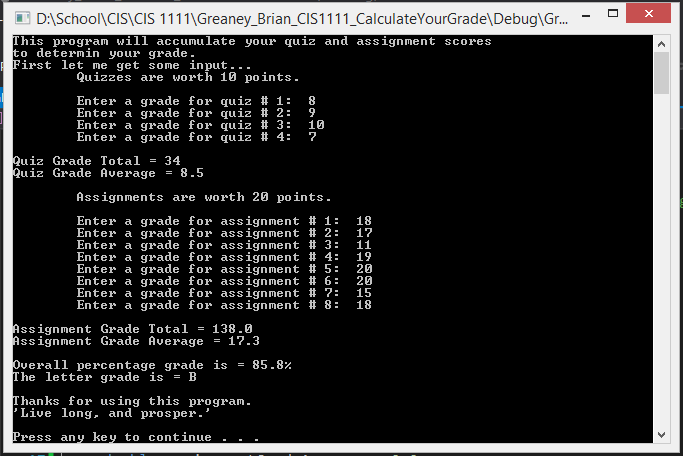 D:\School\CIS\CIS 1111\Greaney_Brian_CIS1111_CalculateYourGrade\Debug\Gr...
This program will accumulate your quiz and assignment scores
to determin your grade.
First let me get some input...
Quizzes are worth 10 points.
Enter a grade for quiz # 1: 8
Enter a grade for quiz # 2: 9
Enter a grade for quiz # 3: 10
Enter a grade for quiz # 4: 7
Quiz Grade Total = 34
Quiz Grade Average = 8.5
Assignments are worth 20 points.
Enter a grade for assignment # 1: 18
Enter a grade for assignment # 2: 17
Enter a grade for assignment # 3: 11
Enter a grade for assignment # 4: 19
Enter a grade for assignment # 5: 20
Enter a grade for assignment # 6: 20
Enter a grade for assignment # 7: 15
Enter a grade for assignment # 8: 18
Assignment Grade Total = 138.0
Assignment Grade Average = 17.3
Overall percentage grade is = 85.8%
The letter grade is = B
Thanks for using this program.
'Live long, and prosper.'
Press any key to continue . . .